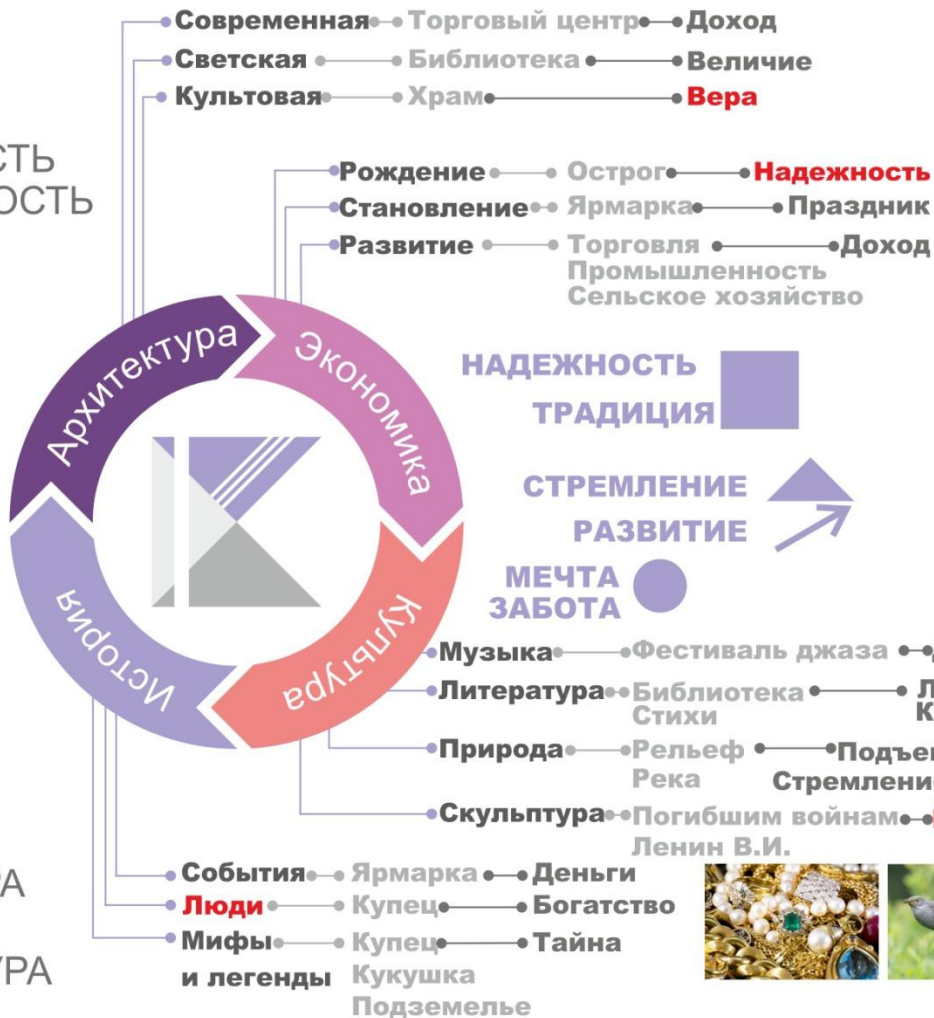 Современная Торговый центр Доход
Светская Библиотека Величие
Культовая Храм Вера
Рождение Острог Надежность
Становление Ярмарка Праздник
Развитие Торговля Доход
Промышленность
Сельское хозяйство
Архитектура
Экономика
Культура
История
НАДЕЖНОСТЬ
ТРАДИЦИЯ
СТРЕМЛЕНИЕ
РАЗВИТИЕ
МЕЧТА
ЗАБОТА
Музыка Фестиваль джаза
Литература Библиотека
Стихи
Природа Рельеф
Река
Скульптура Погибшим войнам
Ленин В.И.
События Ярмарка Деньги
Люди Купец Богатство
Мифы Купец Тайна
и легенды Кукушка
Подземелье